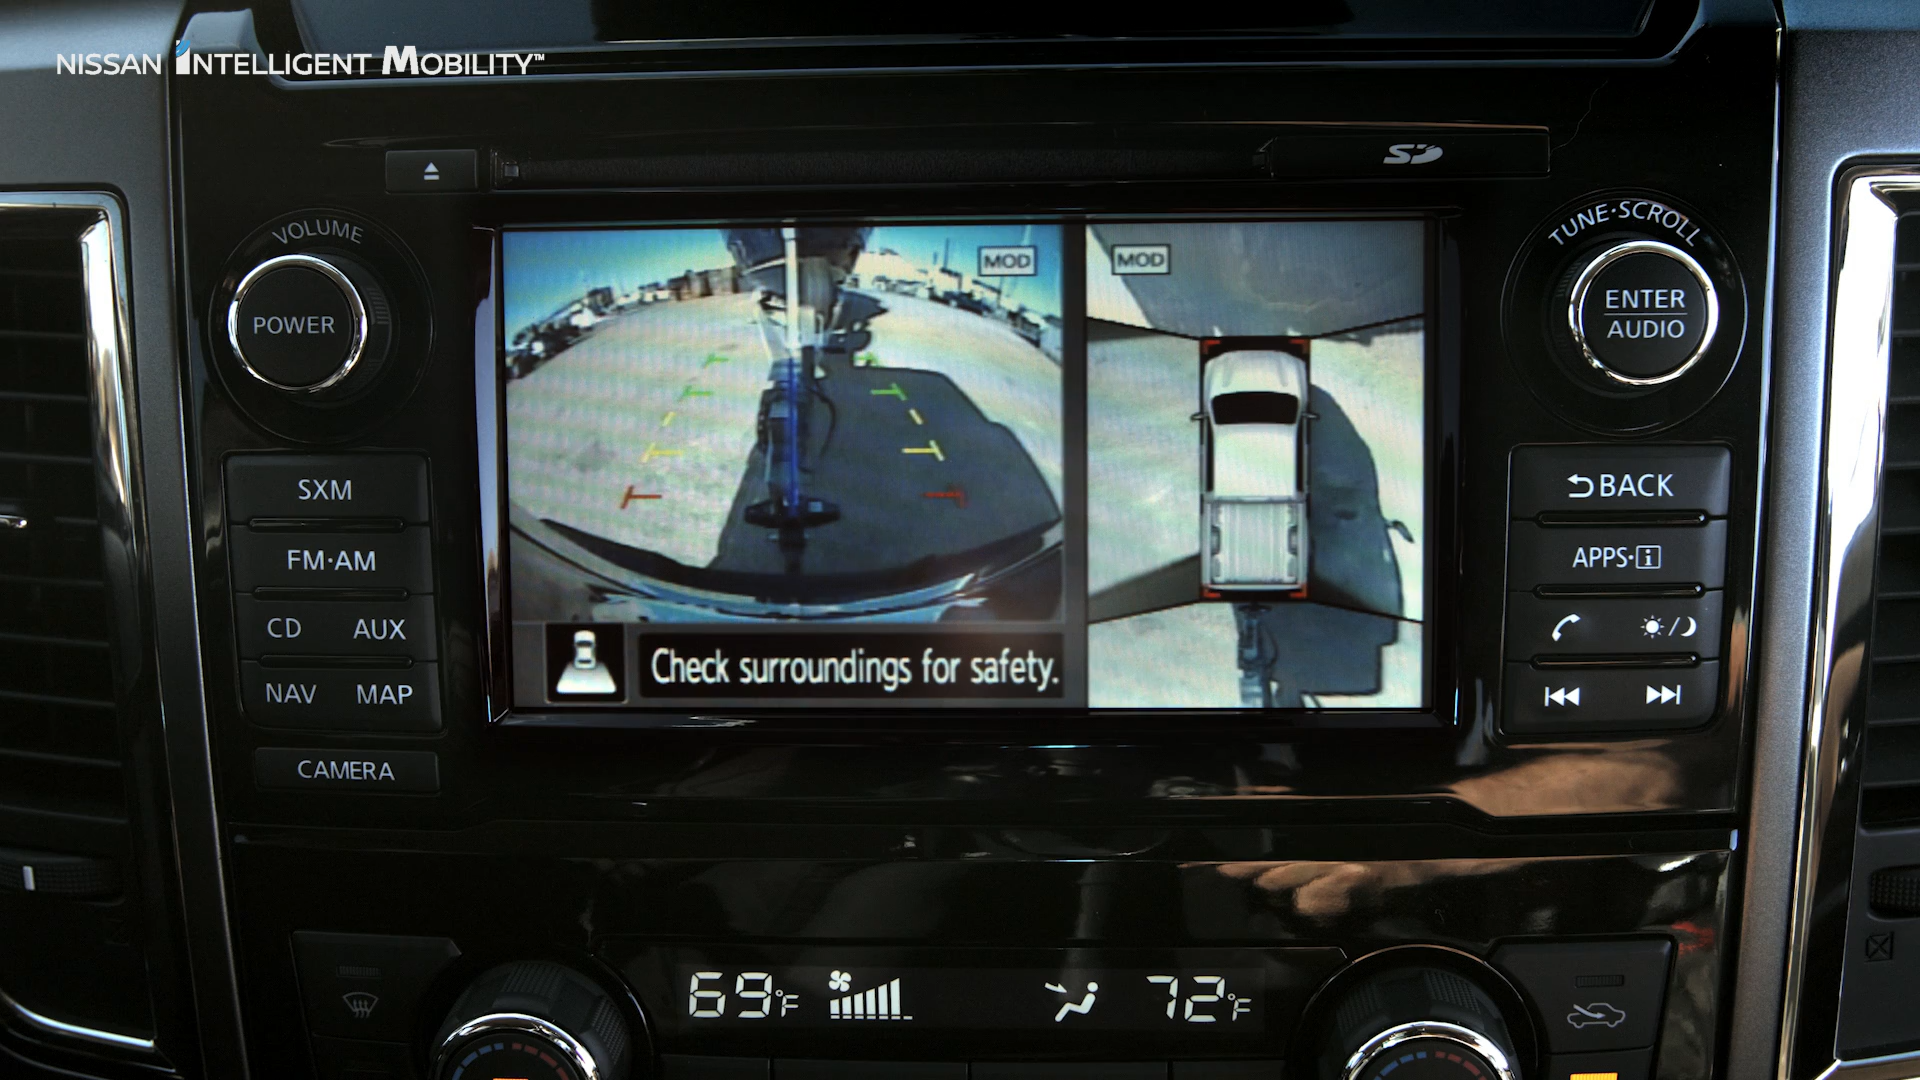 NISSAN INTELLIGENT MOBILITY™
SD
VOLUME
POWER
SXM
FM·AM
CD AUX
NAV MAP
CAMERA
MOD
MOD
Check surroundings for safety.
TUNE·SCROLL
ENTER
AUDIO
BACK
APPS·i
69°F
72°F